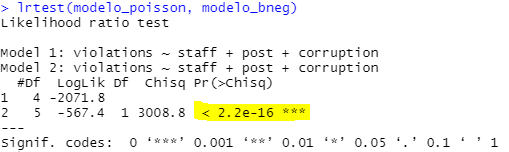 > lrtest(modelo_poisson, modelo_bneg)
Likelihood ratio test

Model 1: violations ~ staff + post + corruption
Model 2: violations ~ staff + post + corruption
  #Df  LogLik Df  Chisq Pr(>Chisq)
1   4 -2071.8
2   5  -567.4  1 3008.8  < 2.2e-16 ***
---
Signif. codes:  0 ‘***’ 0.001 ‘**’ 0.01 ‘*’ 0.05 ‘.’ 0.1 ‘ ’ 1